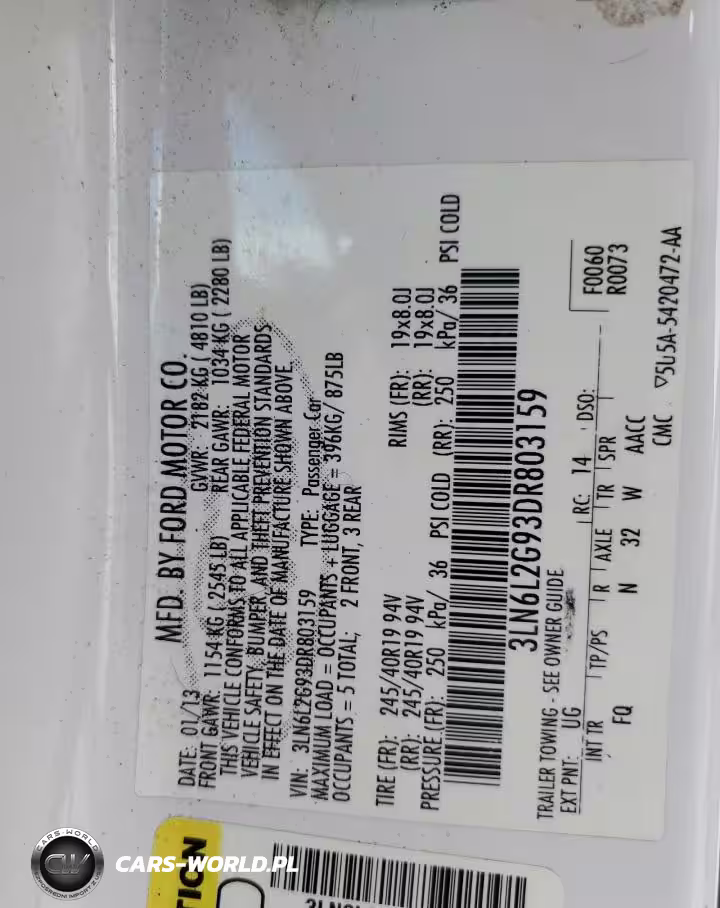 MFD. BY FORD MOTOR CO.
DATE: 01/13 GVWR: 2182 KG ( 4810 LB)
FRONT GAWR: 1154 KG ( 2545 LB) REAR GAWR: 1034 KG ( 2280 LB)
THIS VEHICLE CONFORMS TO ALL APPLICABLE FEDERAL MOTOR
VEHICLE SAFETY, BUMPER, AND THEFT PREVENTION STANDARDS
IN EFFECT ON THE DATE OF MANUFACTURE SHOWN ABOVE.
VIN: 3LN6L2G93DR803159 TYPE: Passenger Car
MAXIMUM LOAD = OCCUPANTS + LUGGAGE = 396KG/ 875LB
OCCUPANTS = 5 TOTAL; 2 FRONT, 3 REAR
TIRE (FR): 245/40R19 94V RIMS (FR): 19x8.0J
(RR): 245/40R19 94V (RR): 19x8.0J
PRESSURE (FR): 250 kPa/ 36 PSI COLD (RR): 250 kPa/ 36 PSI COLD
3LN6L2G93DR803159
TRAILER TOWING - SEE OWNER GUIDE
EXT PNT: UG RC: 14 DSO: F0060
R0073
INT TR TP/PS R AXLE TR SPR
FQ N 32 W AACC
CMC ▽5U5A-5420472-AA
CARS-WORLD
CW
CARS-WORLD.PL